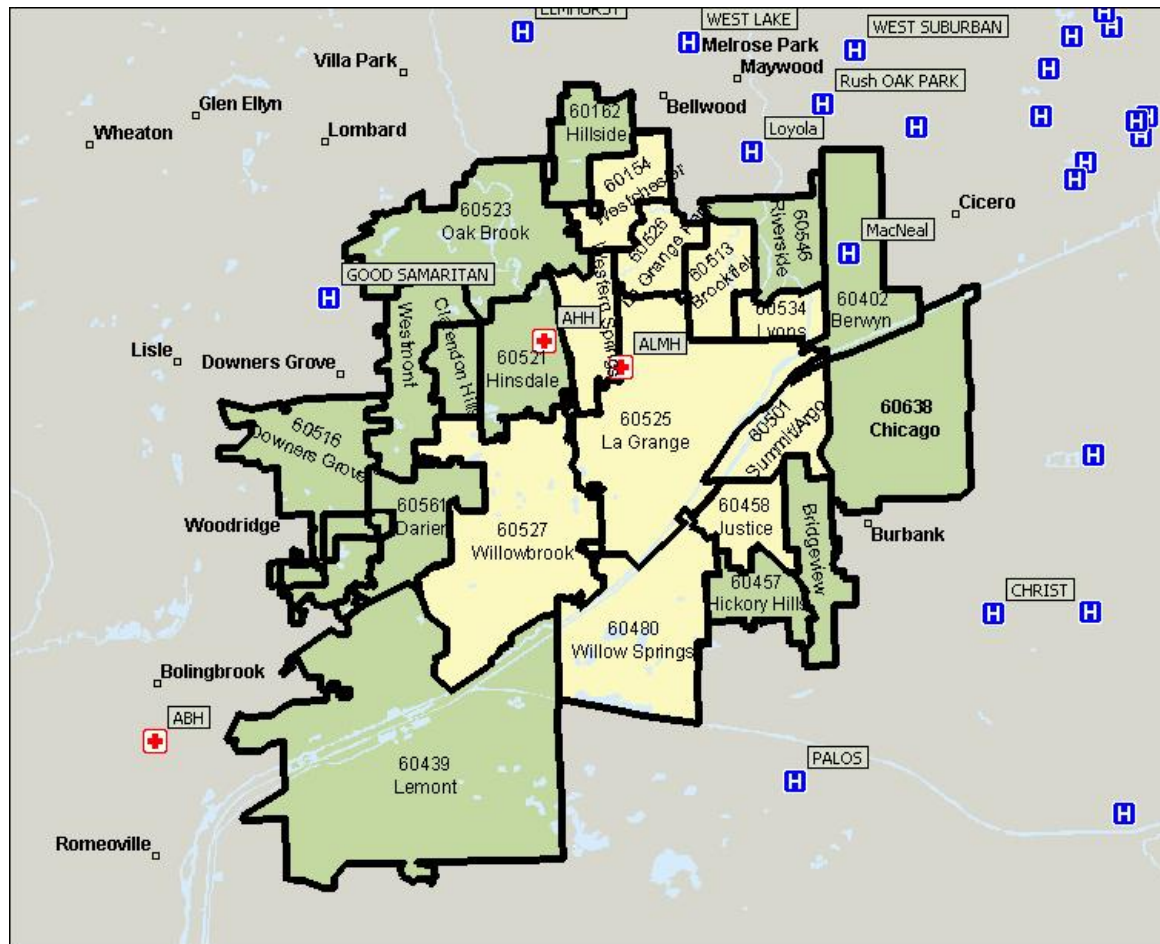 ELMHURST
WEST LAKE
Melrose Park
WEST SUBURBAN
Villa Park
Maywood
Rush OAK PARK
Glen Ellyn
Bellwood
60162
Hillside
Wheaton
Lombard
Loyola
60154
Westchester
60523
Oak Brook
60526
La Grange Park
60513
Brookfield
60546
Riverside
Cicero
MacNeal
GOOD SAMARITAN
Westmont
Clarendon Hills
Western Springs
60534
Lyons
60402
Berwyn
AHH
ALMH
Lisle
Downers Grove
60521
Hinsdale
60525
La Grange
60501
Summit/Argo
60638
Chicago
60516
Downers Grove
60561
Darien
60527
Willowbrook
60458
Justice
Bridgeview
Woodridge
Burbank
60457
Hickory Hills
CHRIST
60480
Willow Springs
Bolingbrook
ABH
60439
Lemont
PALOS
Romeoville